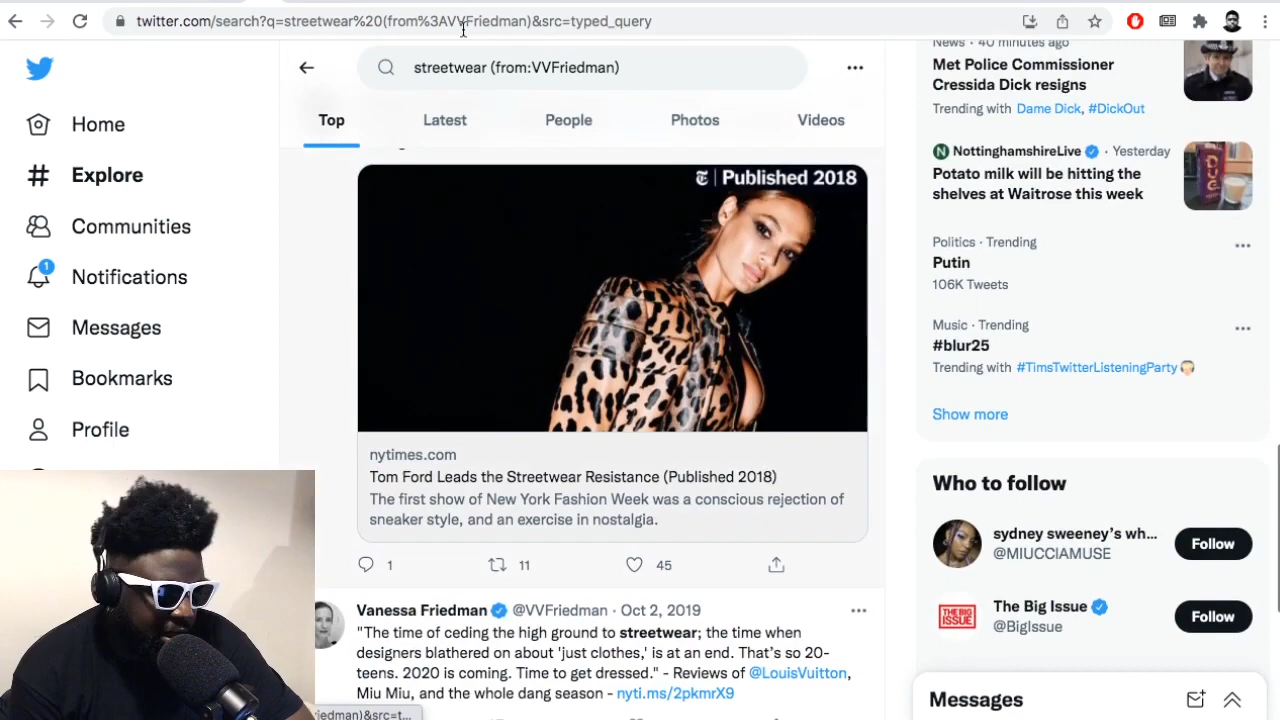 twitter.com/search?q=streetwear%20(from%3AVVFriedman)&src=typed_query
streetwear (from:VVFriedman)
Top
Latest
People
Photos
Videos
Home
Explore
Communities
1
Notifications
Messages
Bookmarks
Profile
Published 2018
nytimes.com
Tom Ford Leads the Streetwear Resistance (Published 2018)
The first show of New York Fashion Week was a conscious rejection of
sneaker style, and an exercise in nostalgia.
1
11
45
Vanessa Friedman @VVFriedman · Oct 2, 2019
"The time of ceding the high ground to streetwear; the time when
designers blathered on about 'just clothes,' is at an end. That's so 20-
teens. 2020 is coming. Time to get dressed." - Reviews of @LouisVuitton,
Miu Miu, and the whole dang season - nyti.ms/2pkmrX9
riedman)&src=t...
News · 40 minutes ago
Met Police Commissioner
Cressida Dick resigns
Trending with Dame Dick, #DickOut
NottinghamshireLive · Yesterday
Potato milk will be hitting the
shelves at Waitrose this week
Politics · Trending
Putin
106K Tweets
Music · Trending
#blur25
Trending with #TimsTwitterListeningParty
Show more
Who to follow
sydney sweeney's wh...
@MIUCCIAMUSE
Follow
THE BIG
ISSUE
The Big Issue
@BigIssue
Follow
Messages